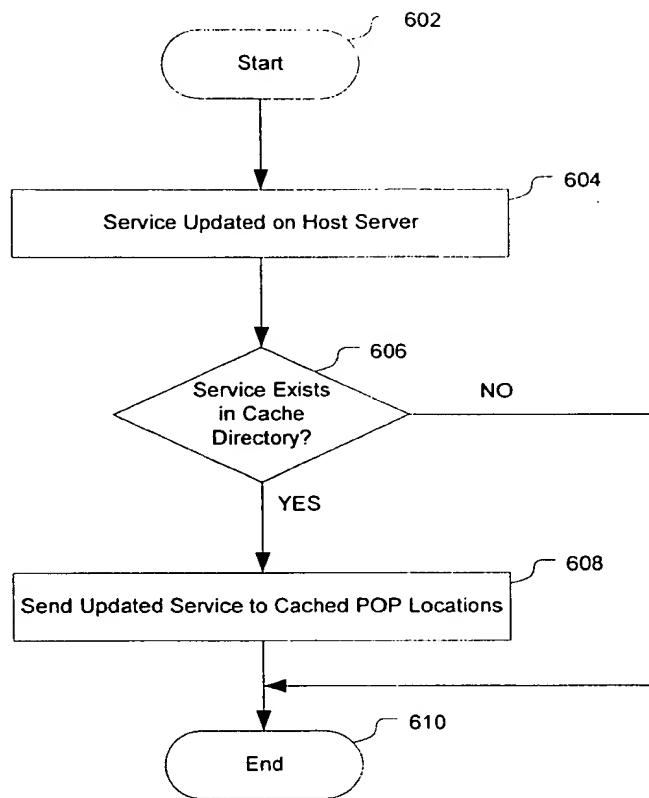 602
Start
604
Service Updated on Host Server
606
Service Exists
in Cache
Directory?
NO
YES
608
Send Updated Service to Cached POP Locations
610
End